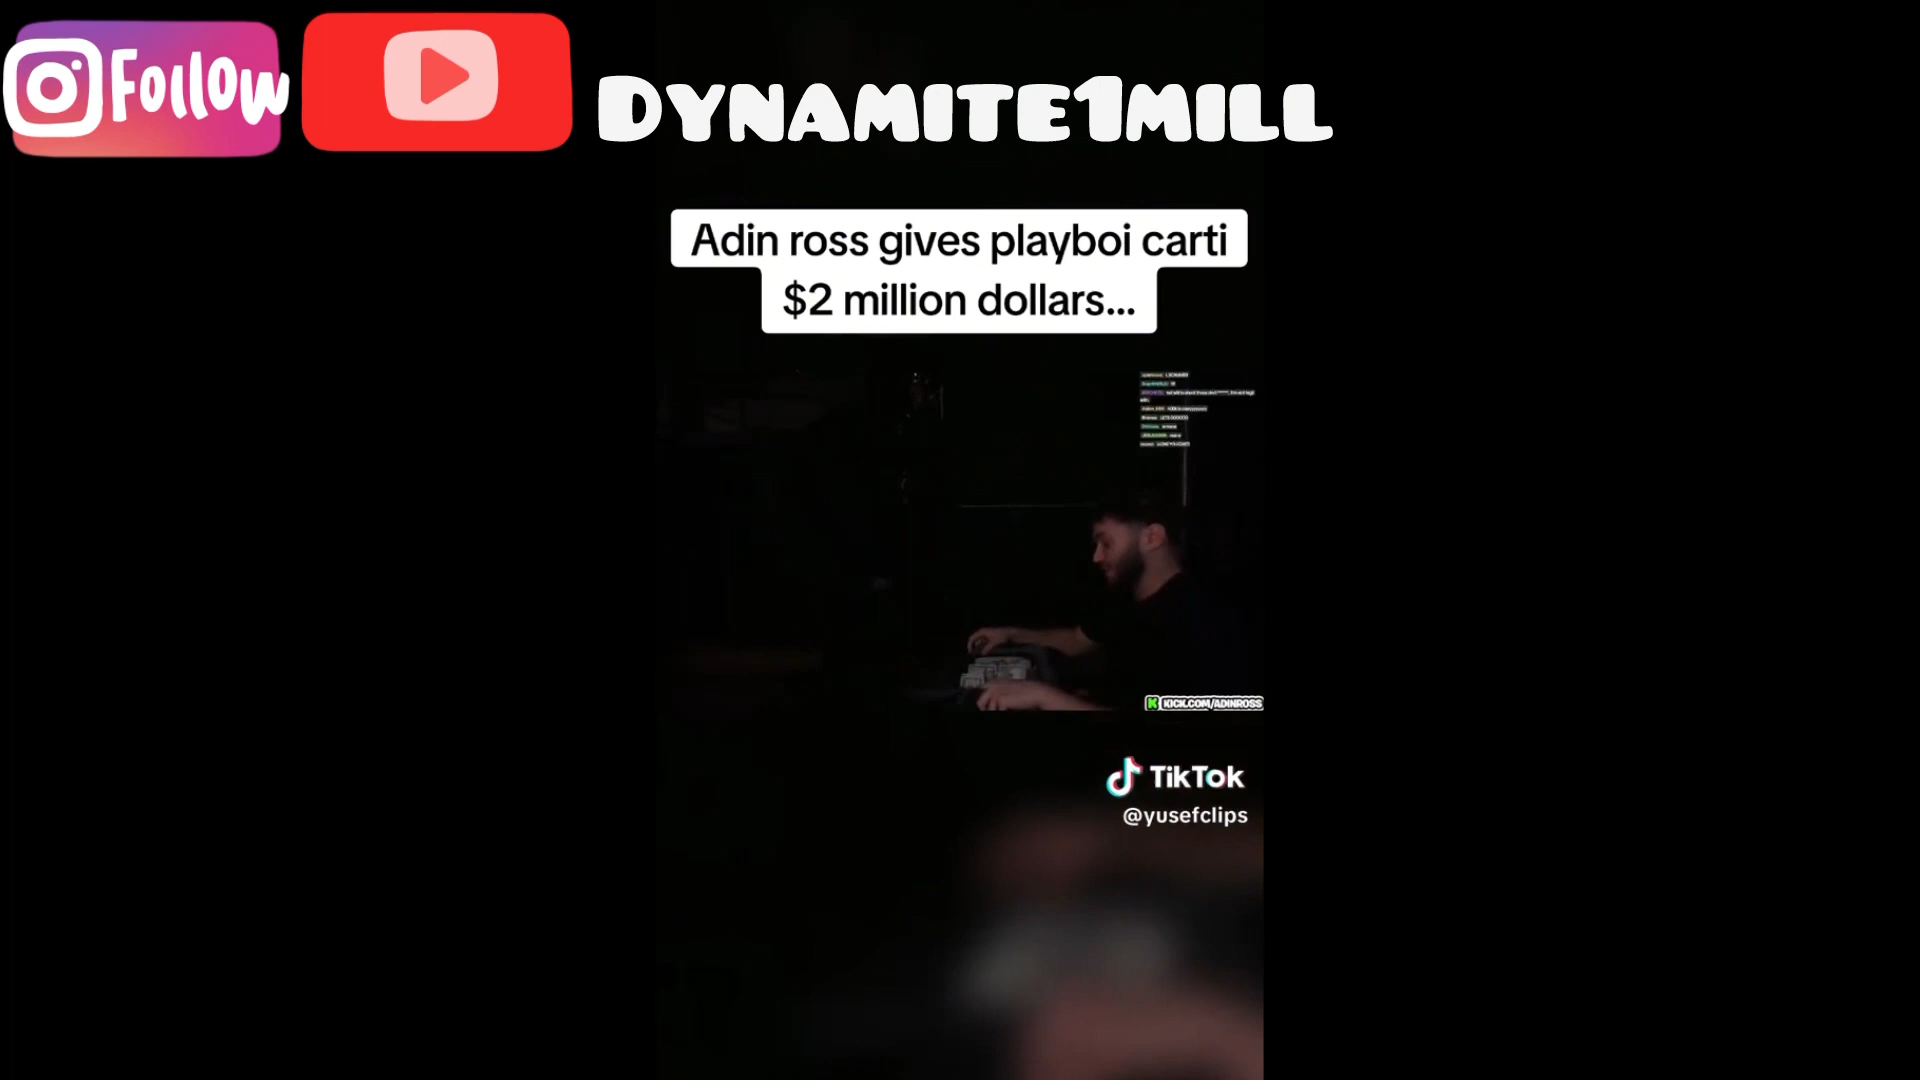 Follow
Dynamite1mill
Adin ross gives playboi carti
$2 million dollars...
KICK.COM/ADINROSS
TikTok
@yusefclips